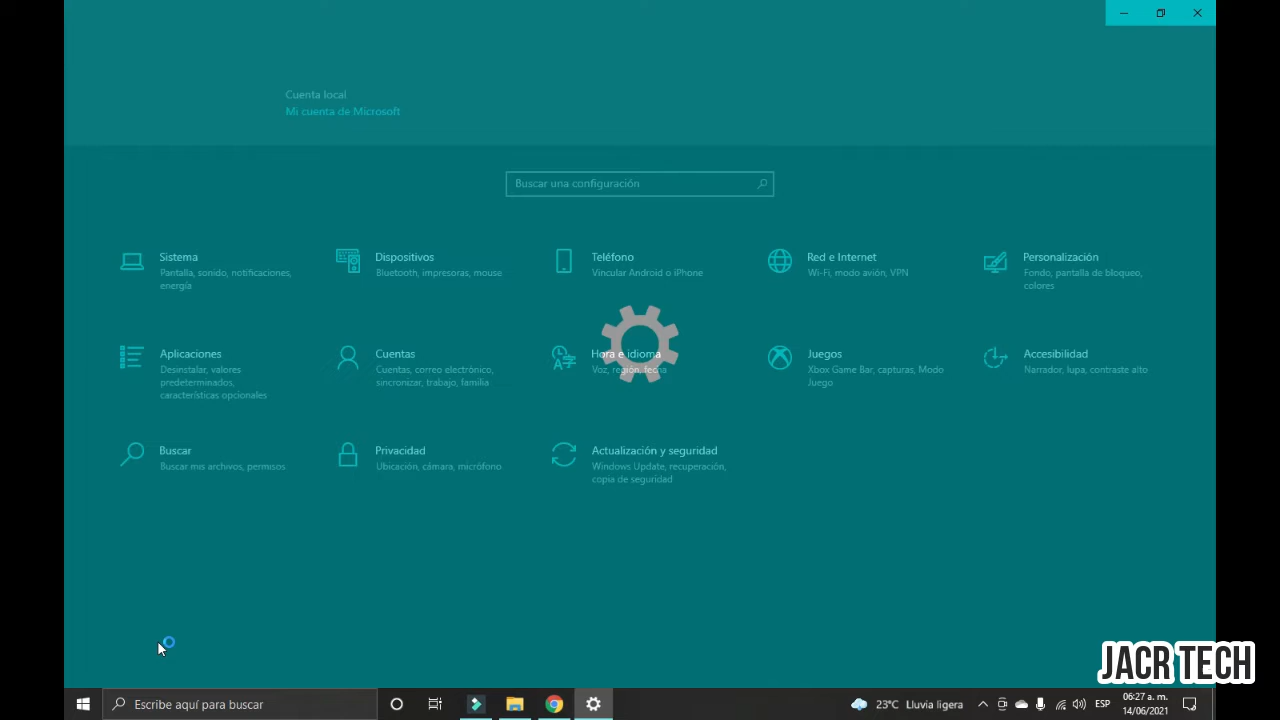 Cuenta local
Mi cuenta de Microsoft
Buscar una configuración
Sistema
Pantalla, sonido, notificaciones,
energía
Dispositivos
Bluetooth, impresoras, mouse
Teléfono
Vincular Android o iPhone
Red e Internet
Wi-Fi, modo avión, VPN
Personalización
Fondo, pantalla de bloqueo,
colores
Aplicaciones
Desinstalar, valores
predeterminados,
características opcionales
Cuentas
Cuentas, correo electrónico,
sincronizar, trabajo, familia
Hora e idioma
Voz, región, fecha
Juegos
Xbox Game Bar, capturas, Modo
Juego
Accesibilidad
Narrador, lupa, contraste alto
Buscar
Buscar mis archivos, permisos
Privacidad
Ubicación, cámara, micrófono
Actualización y seguridad
Windows Update, recuperación,
copia de seguridad
JACR TECH
Escribe aquí para buscar
23°C Lluvia ligera
ESP
06:27 a. m.
14/06/2021